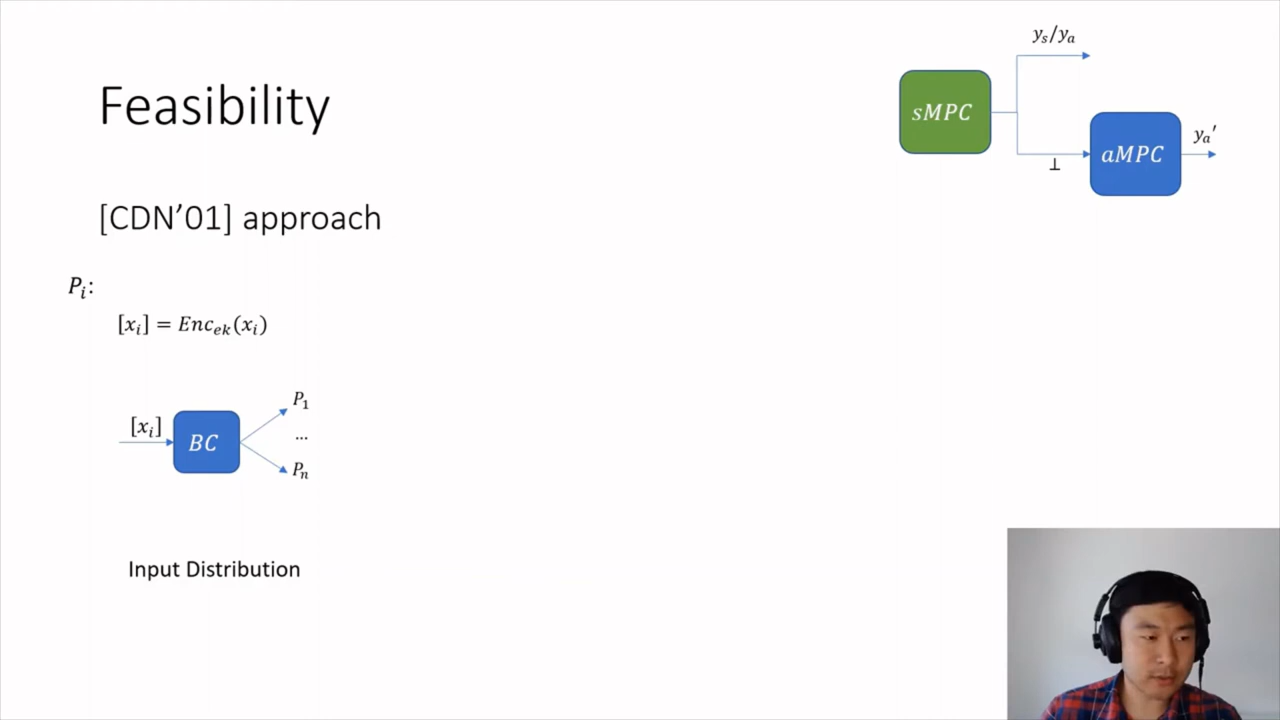 Feasibility
[CDN'01] approach
P_i:
[x_i] = Enc_ek(x_i)
[x_i]
BC
P_1
...
P_n
Input Distribution
sMPC
y_s/y_a
⊥
aMPC
y_a'